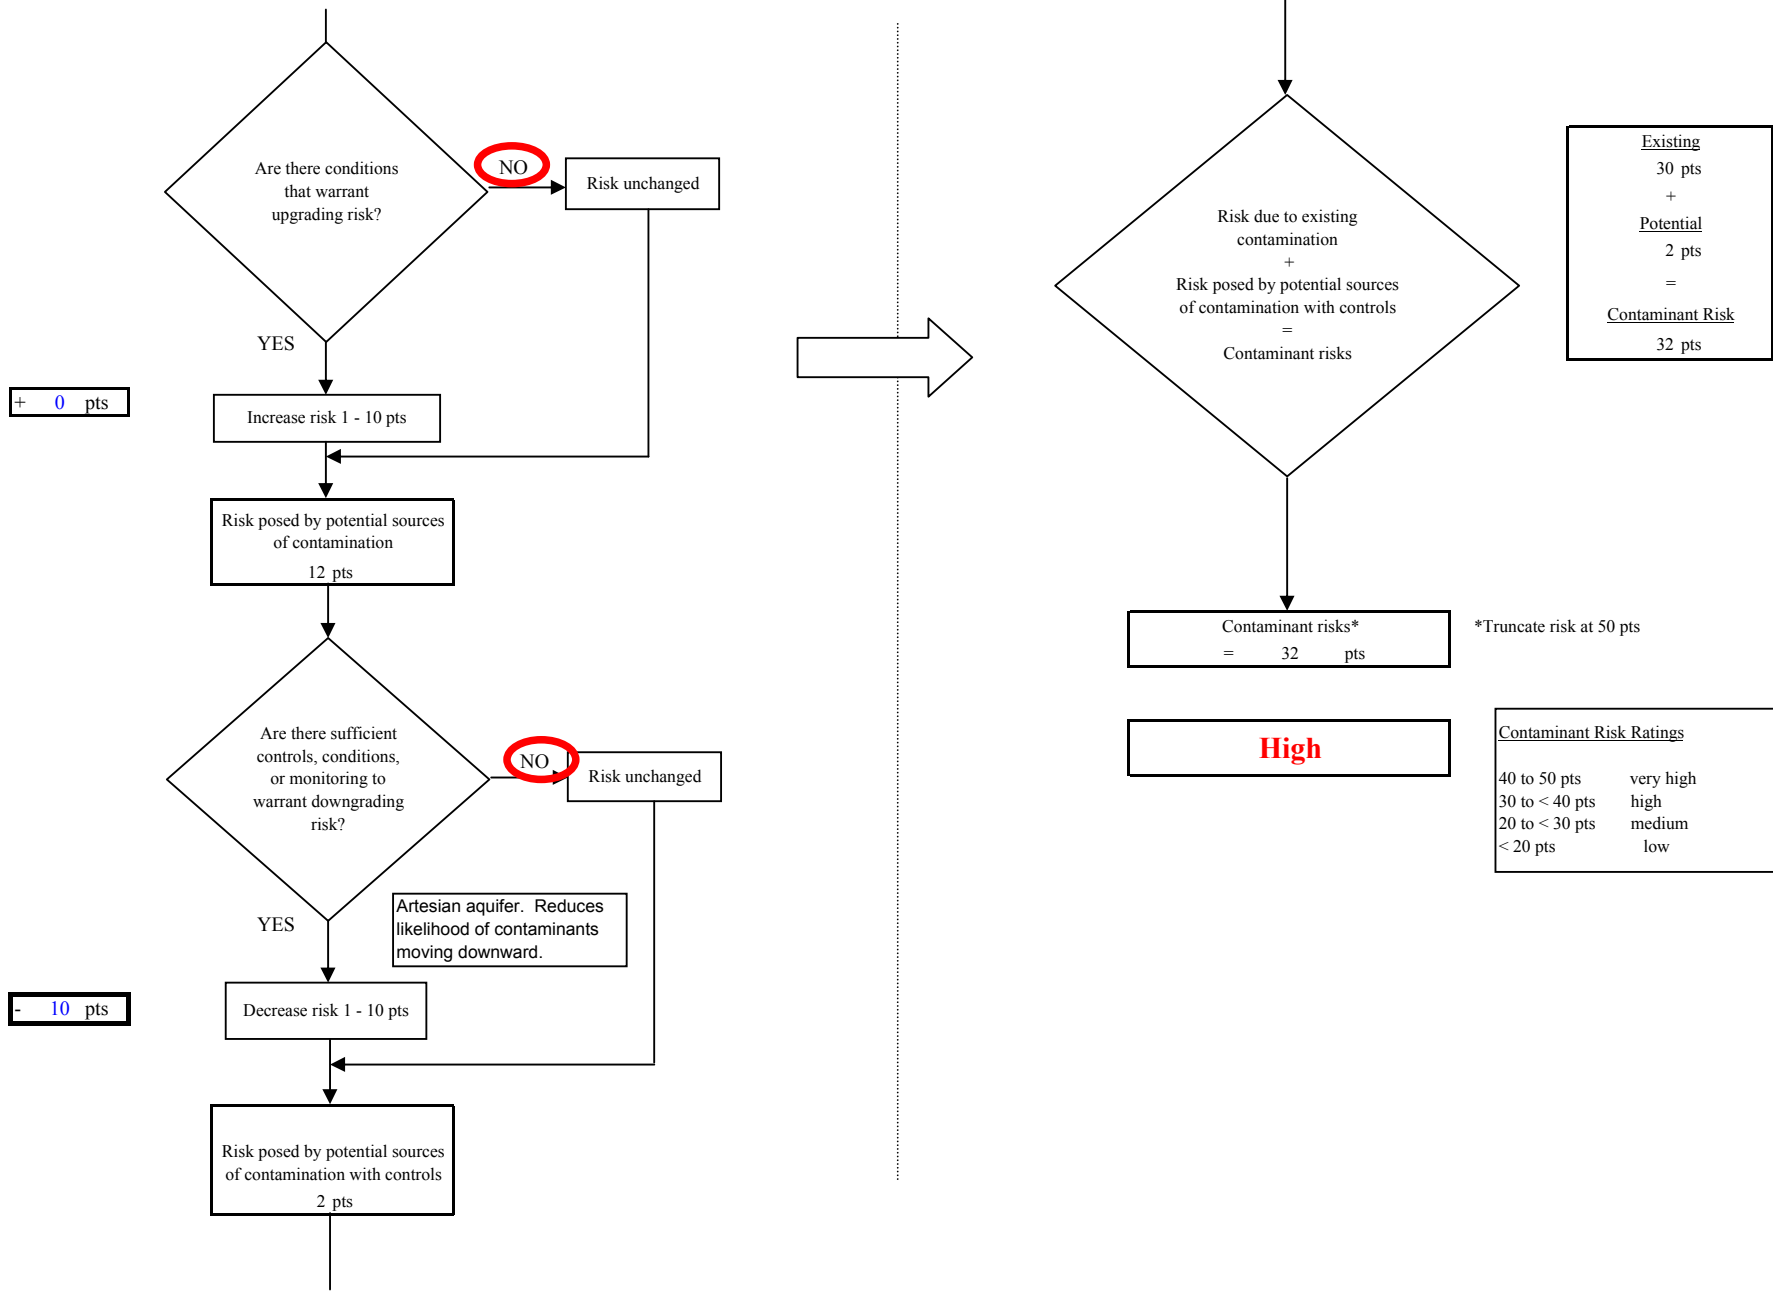 Are there conditions
that warrant
upgrading risk?
NO
Risk unchanged
YES
+ 0 pts
Increase risk 1 - 10 pts
Risk posed by potential sources
of contamination
12 pts
Are there sufficient
controls, conditions,
or monitoring to
warrant downgrading
risk?
NO
Risk unchanged
YES
Artesian aquifer. Reduces
likelihood of contaminants
moving downward.
- 10 pts
Decrease risk 1 - 10 pts
Risk posed by potential sources
of contamination with controls
2 pts
Risk due to existing
contamination
+
Risk posed by potential sources
of contamination with controls
=
Contaminant risks
Existing
30 pts
+
Potential
2 pts
=
Contaminant Risk
32 pts
Contaminant risks*
= 32 pts
*Truncate risk at 50 pts
High
Contaminant Risk Ratings
40 to 50 pts very high
30 to < 40 pts high
20 to < 30 pts medium
< 20 pts low